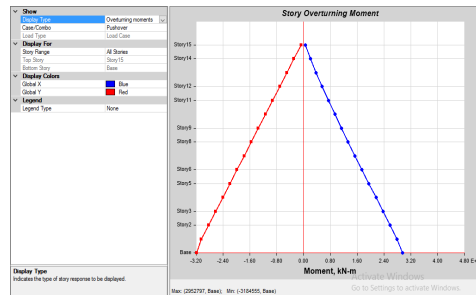 Show
Display Type Overturning moments
Case/Combo Pushover
Load Type Load Case
Display For
Story Range All Stories
Top Story Story15
Bottom Story Base
Display Colors
Global X Blue
Global Y Red
Legend
Legend Type None
Display Type
Indicates the type of story response to be displayed.
Story Overturning Moment
Story15
Story14
Story12
Story11
Story9
Story8
Story6
Story5
Story3
Story2
Base
-3.20 -2.40 -1.60 -0.80 0.00 0.80 1.60 2.40 3.20 4.00 4.80 E+6
Moment, kN-m
Max: (2952797, Base); Min: (-3184555, Base)
Activate Windows
Go to Settings to activate Windows.